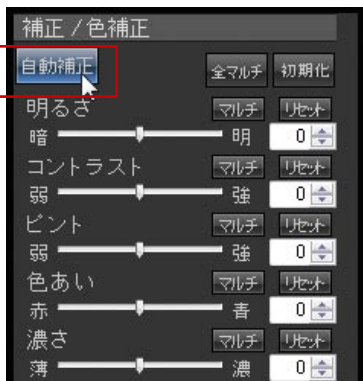 補正／色補正
自動補正 全マルチ 初期化
明るさ マルチ リセット
暗 明 0
コントラスト マルチ リセット
弱 強 0
ピント マルチ リセット
弱 強 0
色あい マルチ リセット
赤 青 0
濃さ マルチ リセット
薄 濃 0